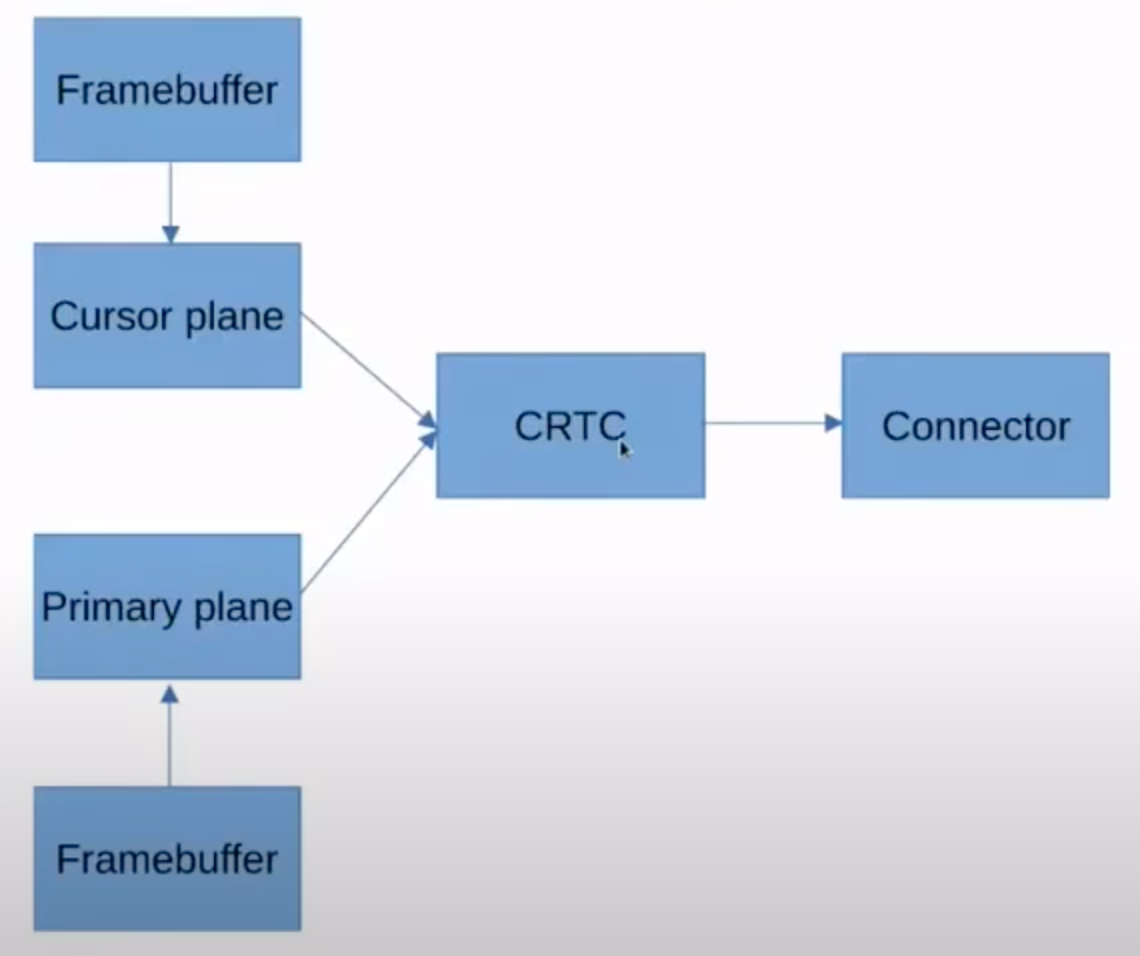 Framebuffer
Cursor plane
CRTC
Connector
Primary plane
Framebuffer